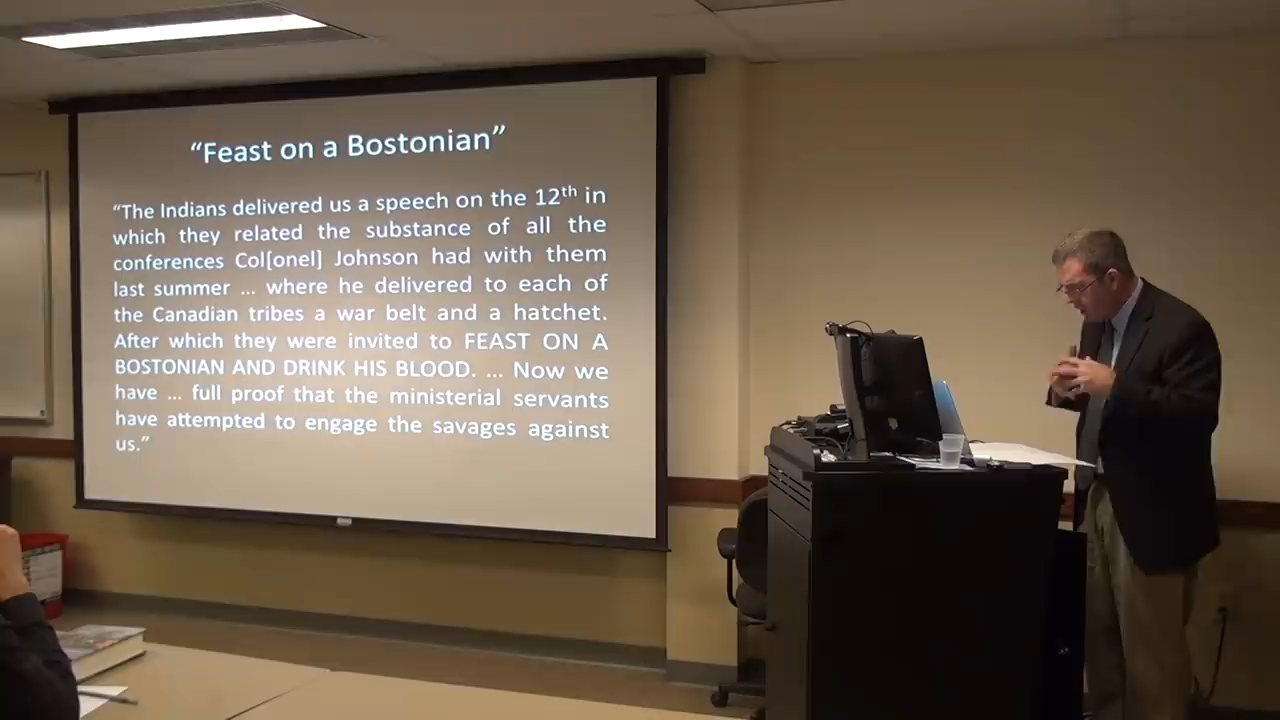 “Feast on a Bostonian”
“The Indians delivered us a speech on the 12th in
which they related the substance of all the
conferences Col[onel] Johnson had with them
last summer … where he delivered to each of
the Canadian tribes a war belt and a hatchet.
After which they were invited to FEAST ON A
BOSTONIAN AND DRINK HIS BLOOD. … Now we
have … full proof that the ministerial servants
have attempted to engage the savages against
us.”